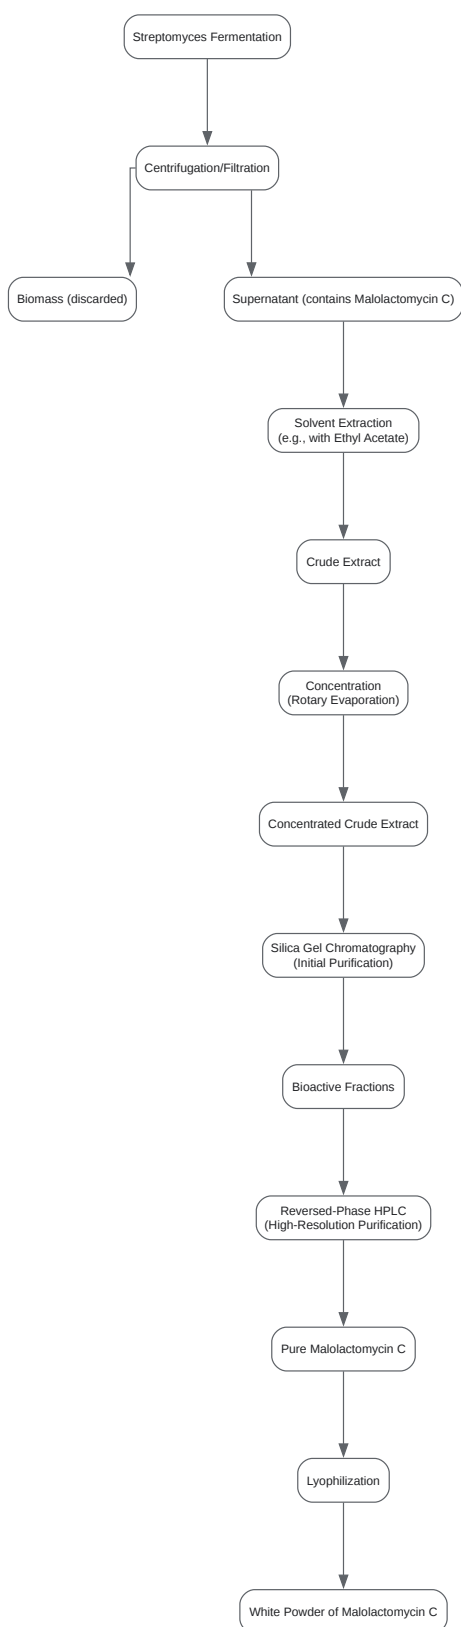 Streptomyces Fermentation
Centrifugation/Filtration
Biomass (discarded)
Supernatant (contains Malolactomycin C)
Solvent Extraction
(e.g., with Ethyl Acetate)
Crude Extract
Concentration
(Rotary Evaporation)
Concentrated Crude Extract
Silica Gel Chromatography
(Initial Purification)
Bioactive Fractions
Reversed-Phase HPLC
(High-Resolution Purification)
Pure Malolactomycin C
Lyophilization
White Powder of Malolactomycin C